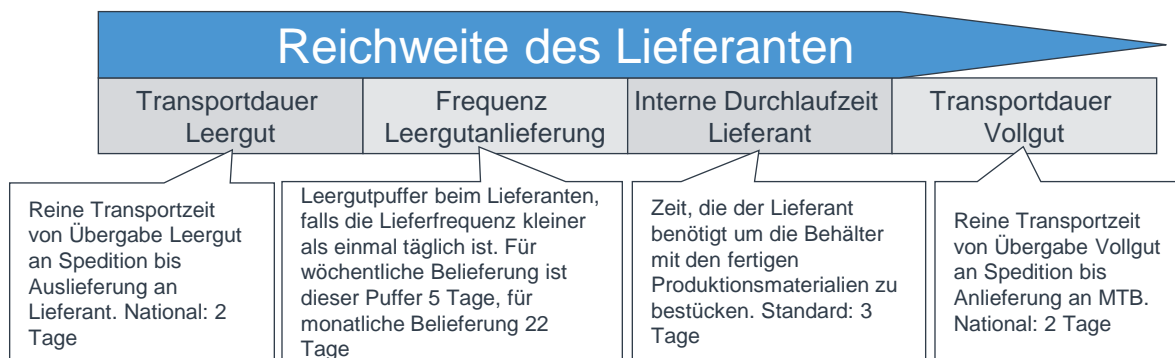 Reichweite des Lieferanten
Transportdauer
Leergut
Frequenz
Leergutanlieferung
Interne Durchlaufzeit
Lieferant
Transportdauer
Vollgut
Reine Transportzeit
von Übergabe Leergut
an Spedition bis
Auslieferung an
Lieferant. National: 2
Tage
Leergutpuffer beim Lieferanten,
falls die Lieferfrequenz kleiner
als einmal täglich ist. Für
wöchentliche Belieferung ist
dieser Puffer 5 Tage, für
monatliche Belieferung 22
Tage
Zeit, die der Lieferant
benötigt um die Behälter
mit den fertigen
Produktionsmaterialien zu
bestücken. Standard: 3
Tage
Reine Transportzeit
von Übergabe Vollgut
an Spedition bis
Anlieferung an MTB.
National: 2 Tage